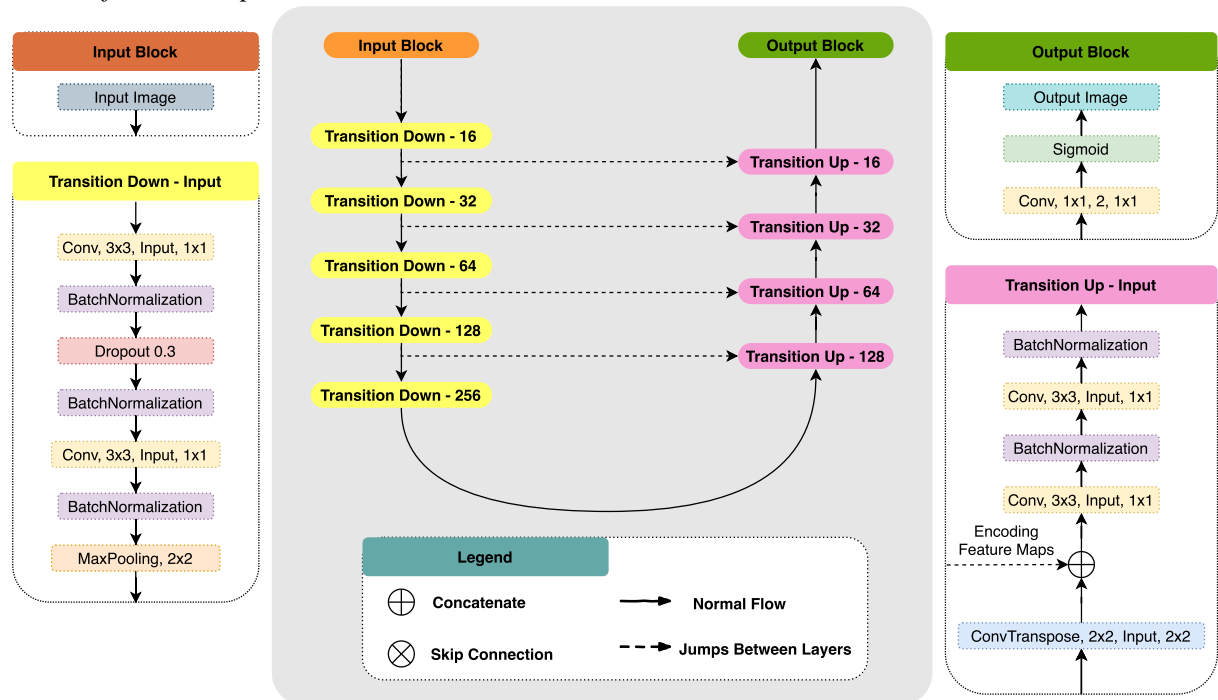 Input Block
Input Image
Transition Down - Input
Conv, 3x3, Input, 1x1
BatchNormalization
Dropout 0.3
BatchNormalization
Conv, 3x3, Input, 1x1
BatchNormalization
MaxPooling, 2x2
Input Block
Transition Down - 16
Transition Down - 32
Transition Down - 64
Transition Down - 128
Transition Down - 256
Output Block
Transition Up - 16
Transition Up - 32
Transition Up - 64
Transition Up - 128
Legend
Concatenate
Normal Flow
Skip Connection
Jumps Between Layers
Output Block
Output Image
Sigmoid
Conv, 1x1, 2, 1x1
Transition Up - Input
BatchNormalization
Conv, 3x3, Input, 1x1
BatchNormalization
Conv, 3x3, Input, 1x1
Encoding
Feature Maps
ConvTranspose, 2x2, Input, 2x2